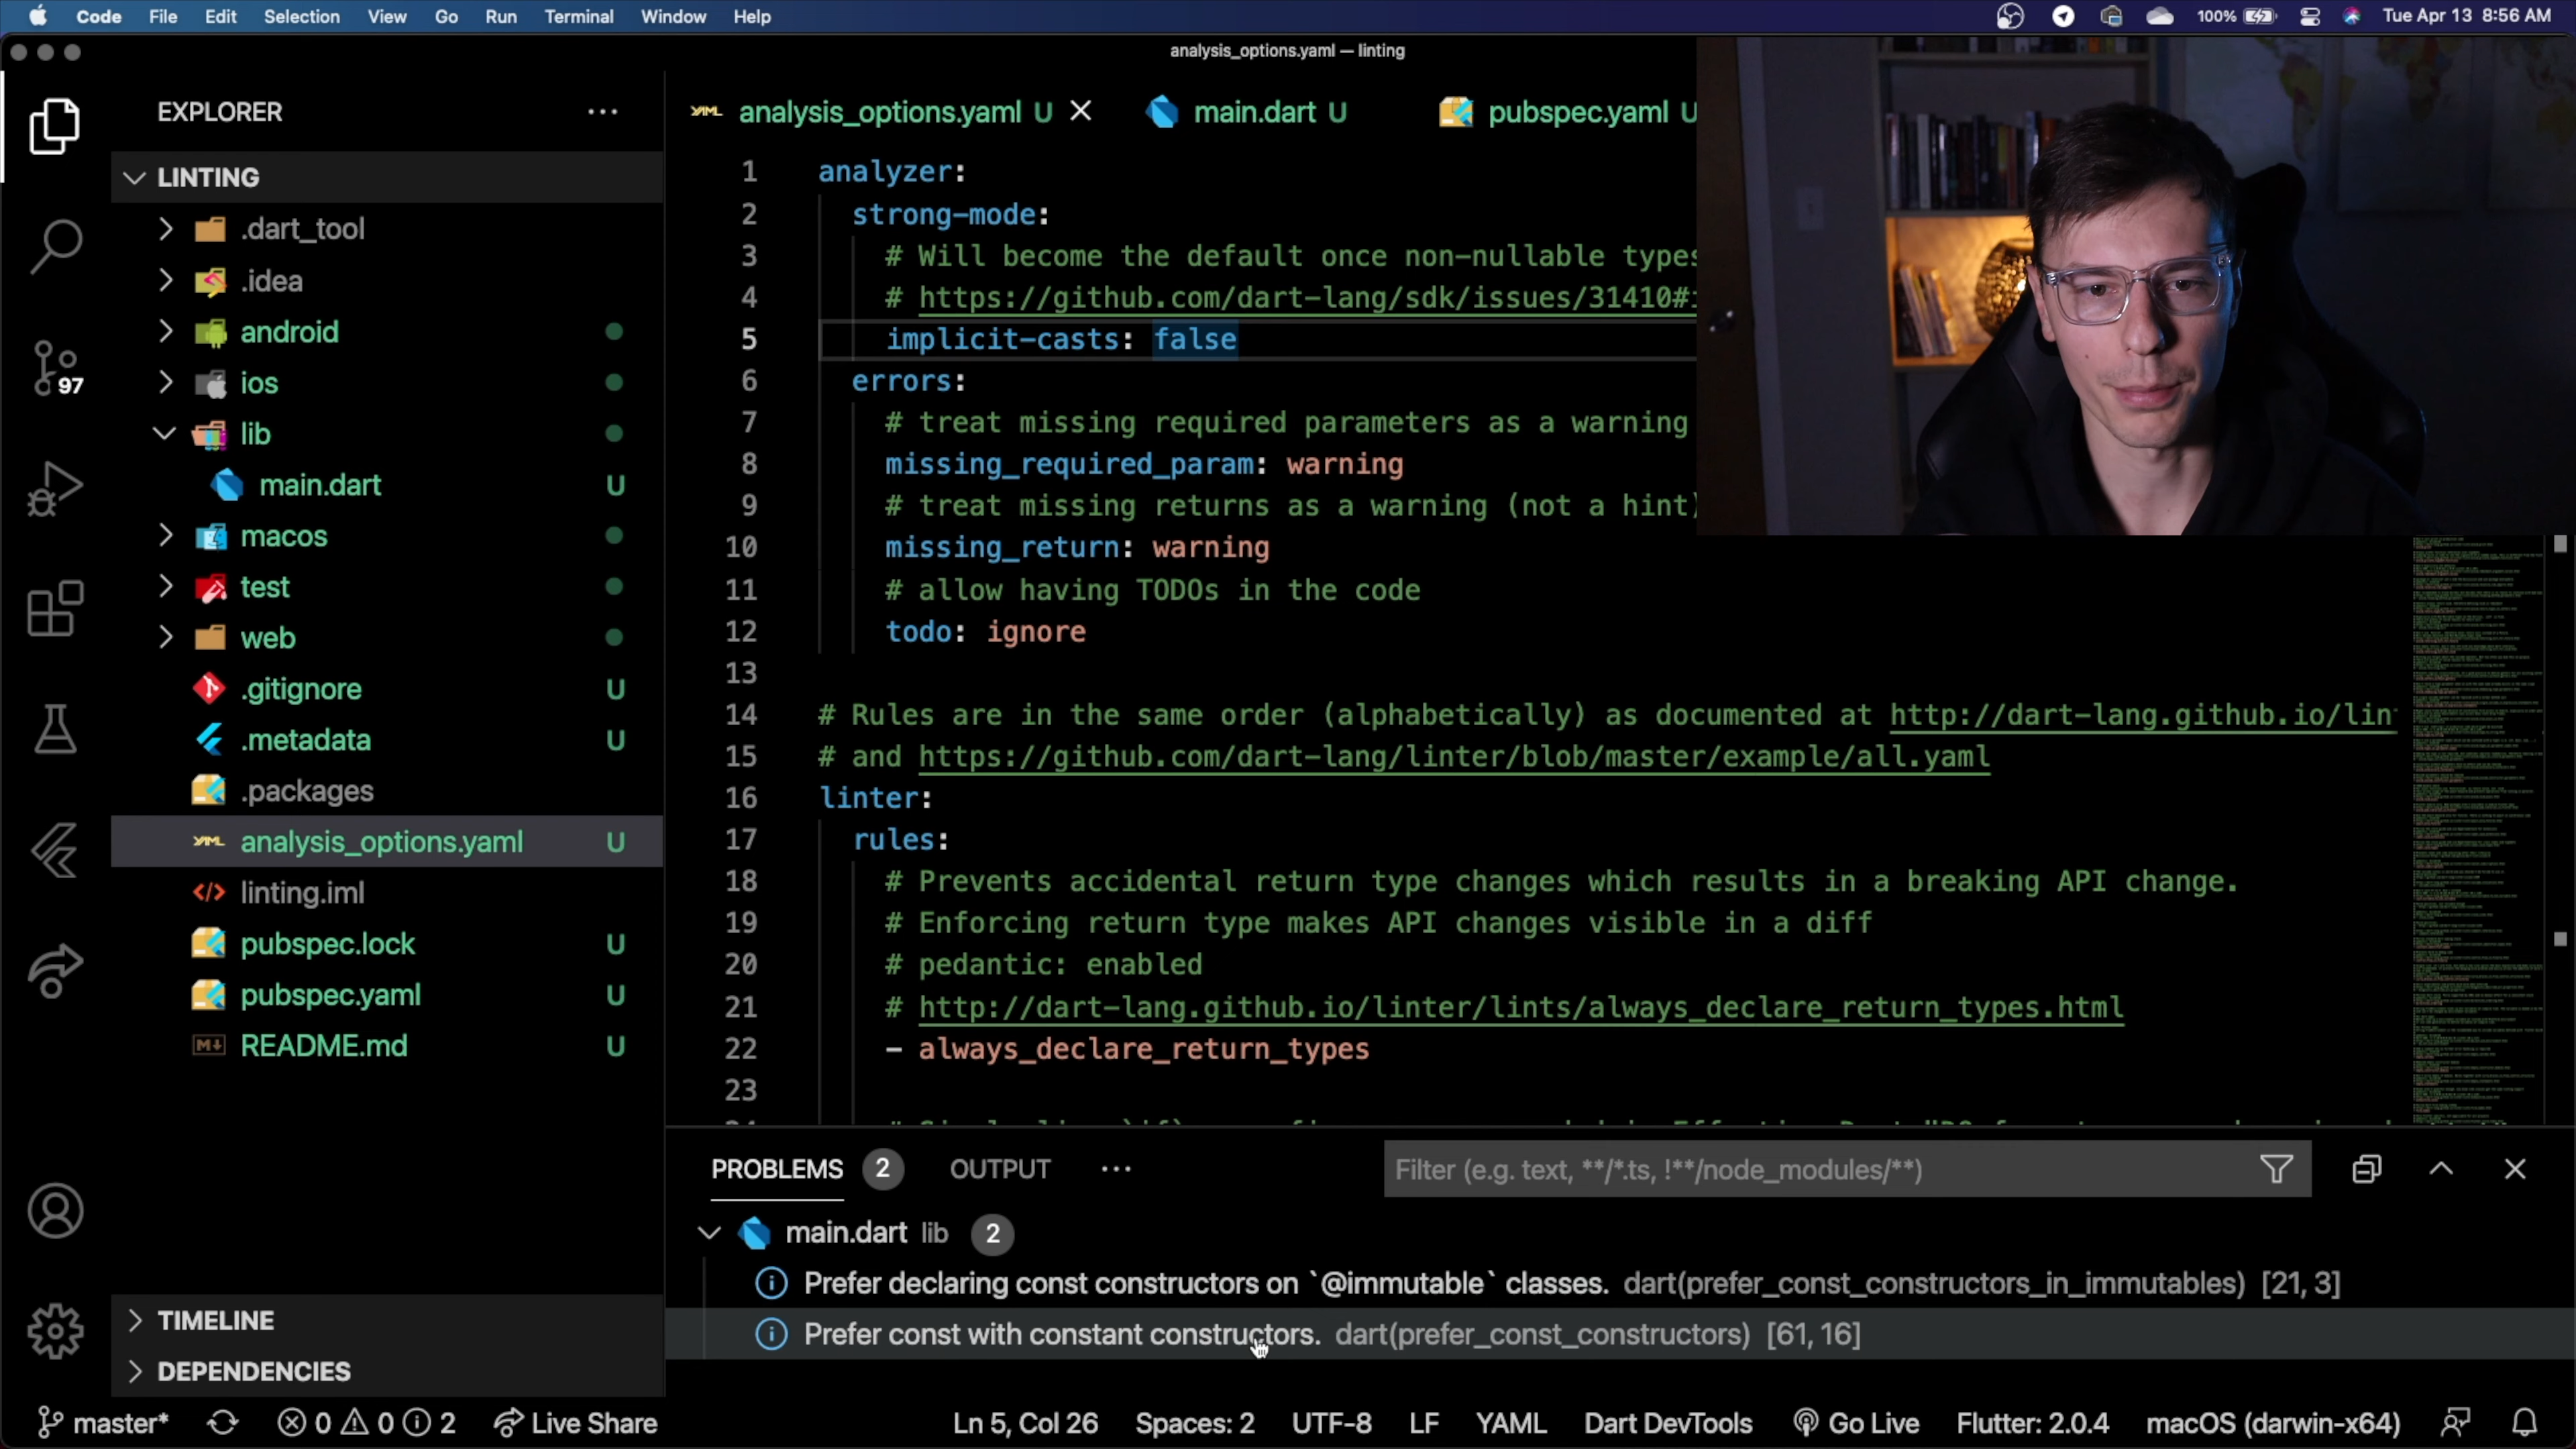 Code File Edit Selection View Go Run Terminal Window Help 100% Tue Apr 13 8:56 AM
analysis_options.yaml — linting
EXPLORER
LINTING
.dart_tool
.idea
android
ios
lib
main.dart U
macos
test
web
.gitignore U
.metadata U
.packages
analysis_options.yaml U
linting.iml
pubspec.lock U
pubspec.yaml U
README.md U
TIMELINE
DEPENDENCIES
97
analysis_options.yaml U main.dart U pubspec.yaml U
1 analyzer:
2 strong-mode:
3 # Will become the default once non-nullable types
4 # https://github.com/dart-lang/sdk/issues/31410#
5 implicit-casts: false
6 errors:
7 # treat missing required parameters as a warning
8 missing_required_param: warning
9 # treat missing returns as a warning (not a hint)
10 missing_return: warning
11 # allow having TODOs in the code
12 todo: ignore
13
14 # Rules are in the same order (alphabetically) as documented at http://dart-lang.github.io/lin
15 # and https://github.com/dart-lang/linter/blob/master/example/all.yaml
16 linter:
17 rules:
18 # Prevents accidental return type changes which results in a breaking API change.
19 # Enforcing return type makes API changes visible in a diff
20 # pedantic: enabled
21 # http://dart-lang.github.io/linter/lints/always_declare_return_types.html
22 - always_declare_return_types
23
PROBLEMS 2 OUTPUT Filter (e.g. text, **/*.ts, !**/node_modules/**)
main.dart lib 2
Prefer declaring const constructors on `@immutable` classes. dart(prefer_const_constructors_in_immutables) [21, 3]
Prefer const with constant constructors. dart(prefer_const_constructors) [61, 16]
master* 0 0 2 Live Share Ln 5, Col 26 Spaces: 2 UTF-8 LF YAML Dart DevTools Go Live Flutter: 2.0.4 macOS (darwin-x64)